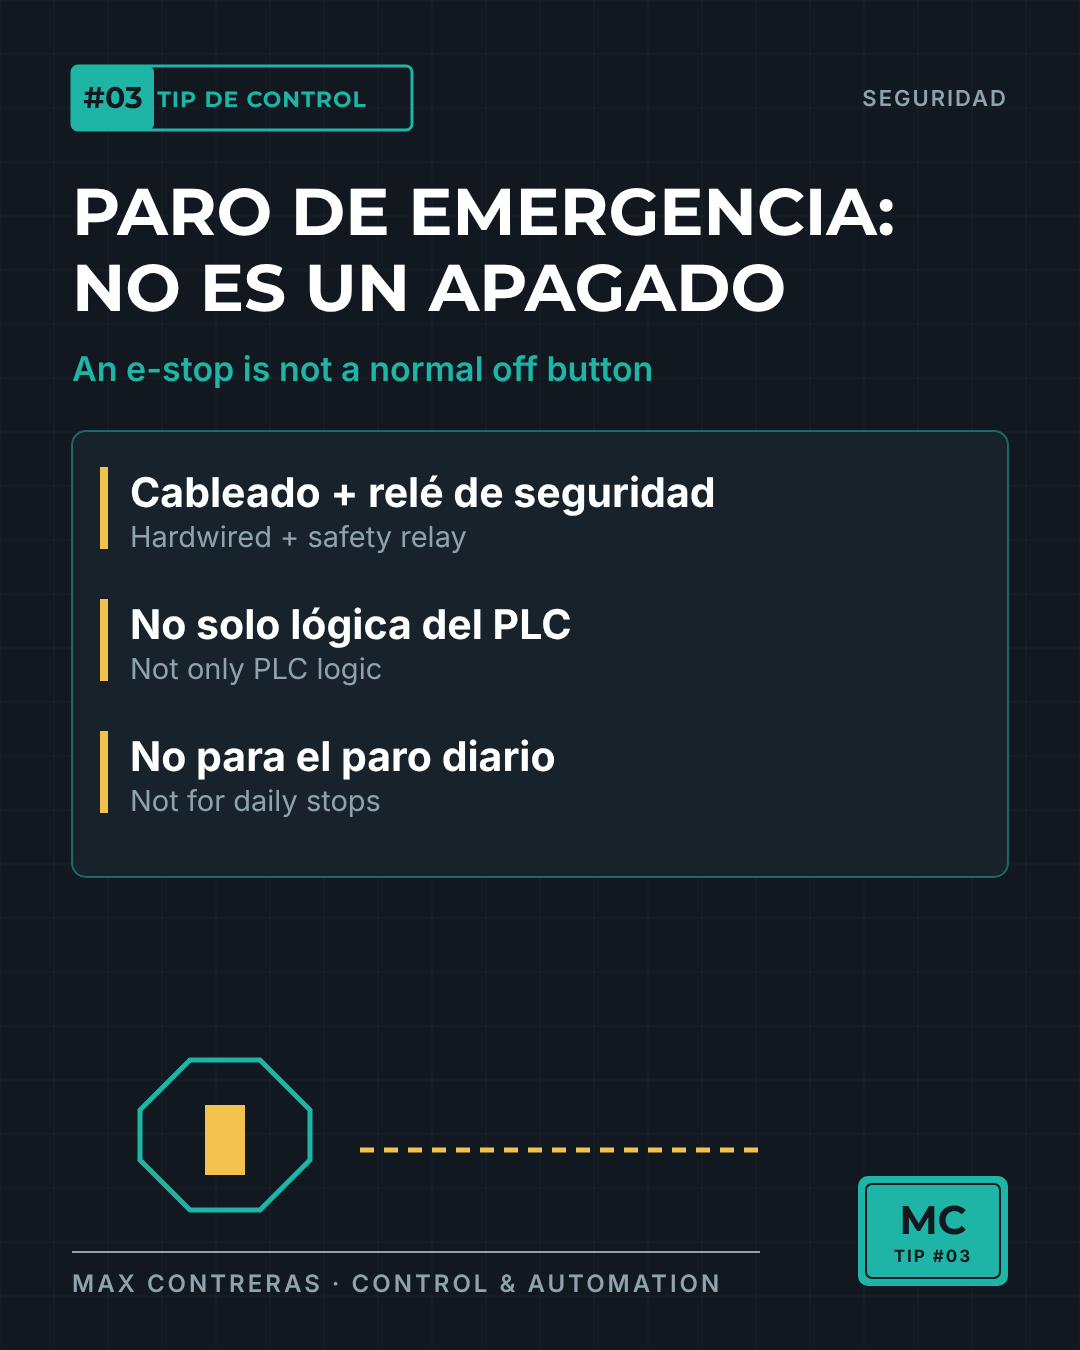 #03 TIP DE CONTROL
SEGURIDAD
PARO DE EMERGENCIA:
NO ES UN APAGADO
An e-stop is not a normal off button
Cableado + relé de seguridad
Hardwired + safety relay
No solo lógica del PLC
Not only PLC logic
No para el paro diario
Not for daily stops
MC
TIP #03
MAX CONTRERAS · CONTROL & AUTOMATION